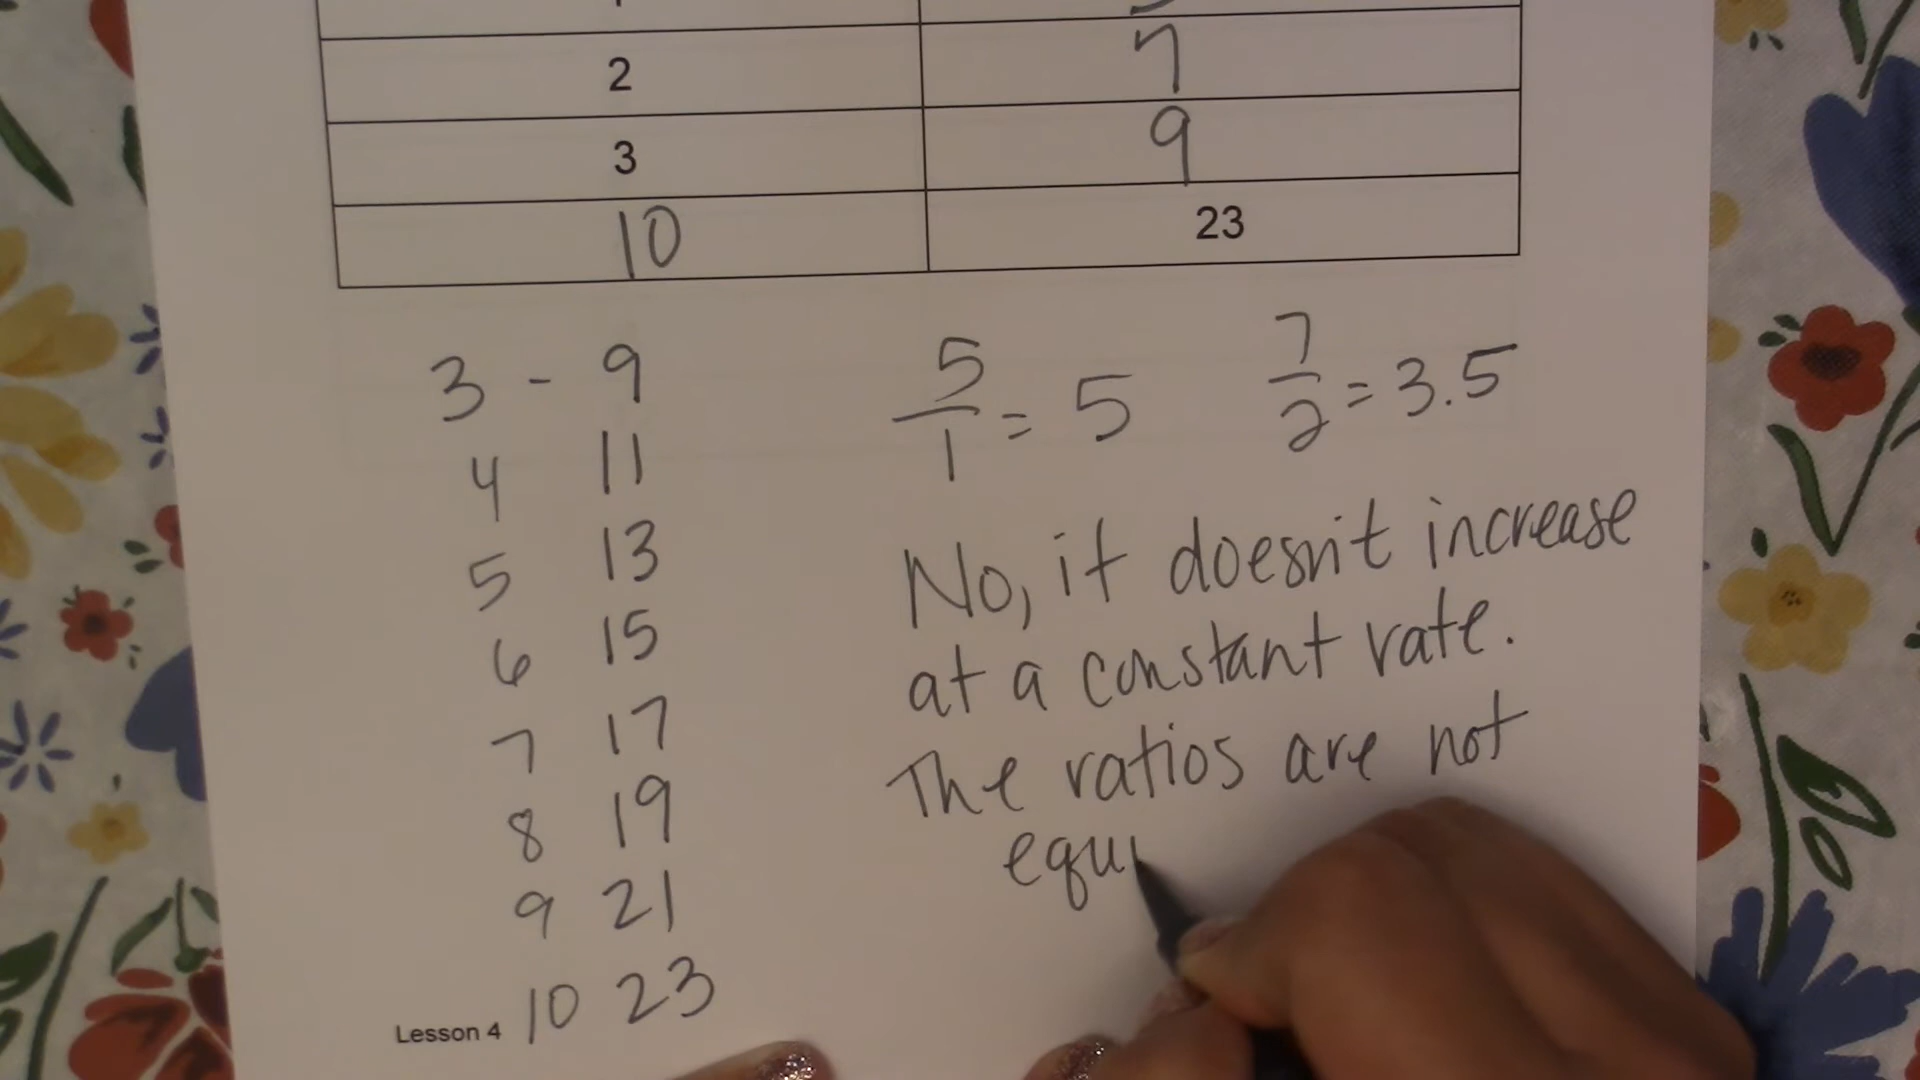 2 7
3 9
10 23
3 - 9
4 11
5 13
6 15
7 17
8 19
9 21
10 23
5/1 = 5
7/2 = 3.5
No, it doesn't increase
at a constant rate.
The ratios are not
equi
Lesson 4